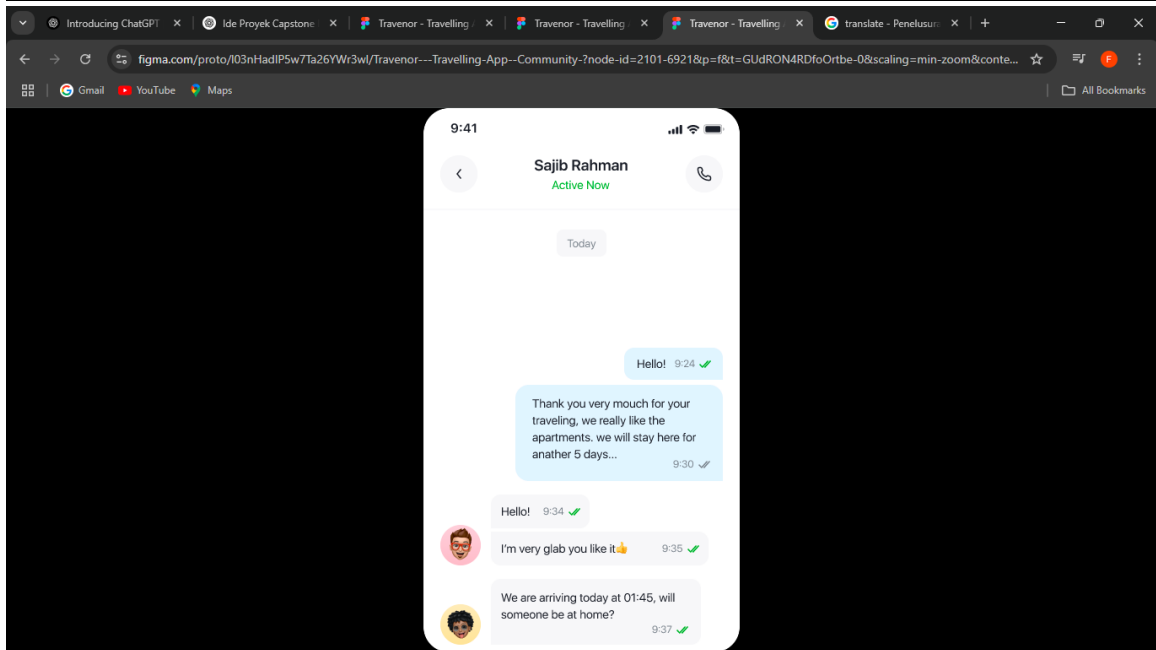 Introducing ChatGPT
Ide Proyek Capstone
Travenor - Travelling
Travenor - Travelling
Travenor - Travelling
translate - Penelusura
figma.com/proto/I03nHadIP5w7Ta26YWr3wl/Travenor---Travelling-App--Community-?node-id=2101-6921&p=f&t=GUdRON4RDfoOrtbe-0&scaling=min-zoom&conte...
F
Gmail
YouTube
Maps
All Bookmarks
9:41
Sajib Rahman
Active Now
Today
Hello! 9:24
Thank you very mouch for your
traveling, we really like the
apartments. we will stay here for
anather 5 days...
9:30
Hello! 9:34
I'm very glab you like it👍 9:35
We are arriving today at 01:45, will
someone be at home?
9:37